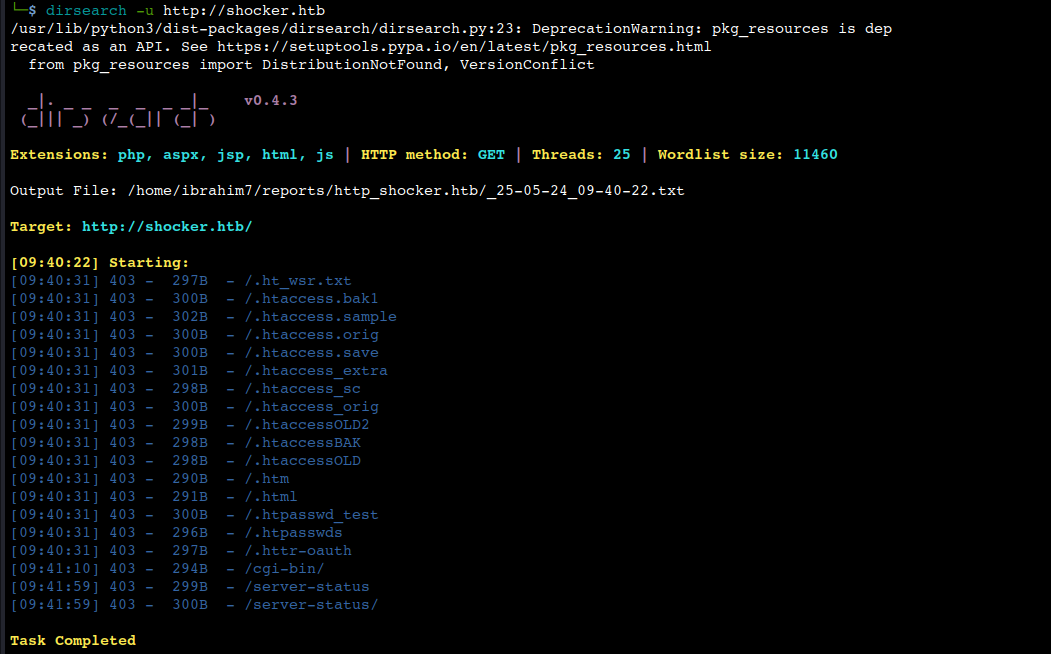 └─$ dirsearch -u http://shocker.htb
/usr/lib/python3/dist-packages/dirsearch/dirsearch.py:23: DeprecationWarning: pkg_resources is dep
recated as an API. See https://setuptools.pypa.io/en/latest/pkg_resources.html
  from pkg_resources import DistributionNotFound, VersionConflict
  _|. _ _  _  _  _ _|_    v0.4.3
 (_||| _) (/_(_|| (_| )
Extensions: php, aspx, jsp, html, js | HTTP method: GET | Threads: 25 | Wordlist size: 11460
Output File: /home/ibrahim7/reports/http_shocker.htb/_25-05-24_09-40-22.txt
Target: http://shocker.htb/
[09:40:22] Starting:
[09:40:31] 403 -  297B  - /.ht_wsr.txt
[09:40:31] 403 -  300B  - /.htaccess.bak1
[09:40:31] 403 -  302B  - /.htaccess.sample
[09:40:31] 403 -  300B  - /.htaccess.orig
[09:40:31] 403 -  300B  - /.htaccess.save
[09:40:31] 403 -  301B  - /.htaccess_extra
[09:40:31] 403 -  298B  - /.htaccess_sc
[09:40:31] 403 -  300B  - /.htaccess_orig
[09:40:31] 403 -  299B  - /.htaccessOLD2
[09:40:31] 403 -  298B  - /.htaccessBAK
[09:40:31] 403 -  298B  - /.htaccessOLD
[09:40:31] 403 -  290B  - /.htm
[09:40:31] 403 -  291B  - /.html
[09:40:31] 403 -  300B  - /.htpasswd_test
[09:40:31] 403 -  296B  - /.htpasswds
[09:40:31] 403 -  297B  - /.httr-oauth
[09:41:10] 403 -  294B  - /cgi-bin/
[09:41:59] 403 -  299B  - /server-status
[09:41:59] 403 -  300B  - /server-status/
Task Completed